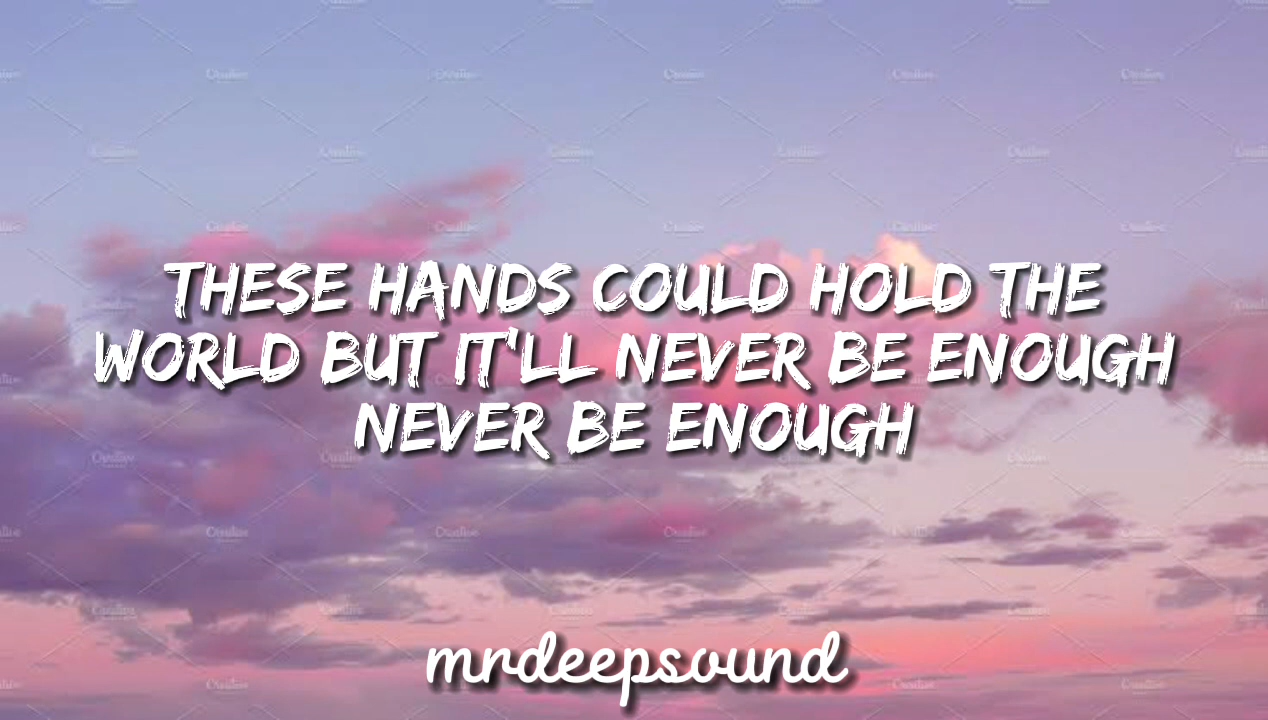 THESE HANDS COULD HOLD THE
WORLD BUT IT'LL NEVER BE ENOUGH
NEVER BE ENOUGH
mrdeepsound